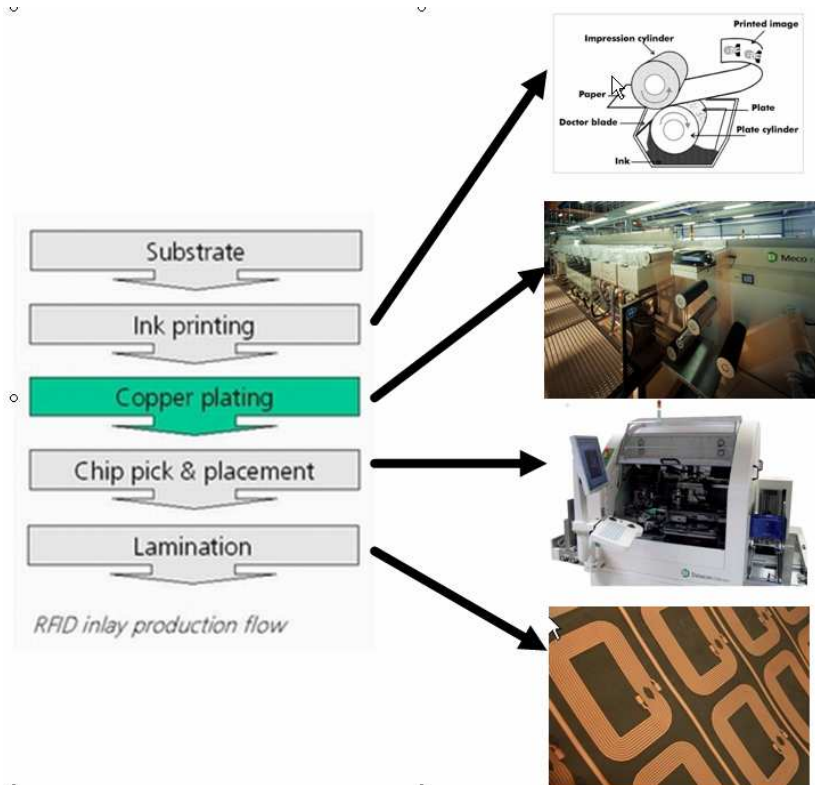 Printed image
Impression cylinder
Paper
Plate
Doctor blade
Plate cylinder
Ink
Substrate
Ink printing
Copper plating
Chip pick & placement
Lamination
RFID inlay production flow
Meco
Datacon